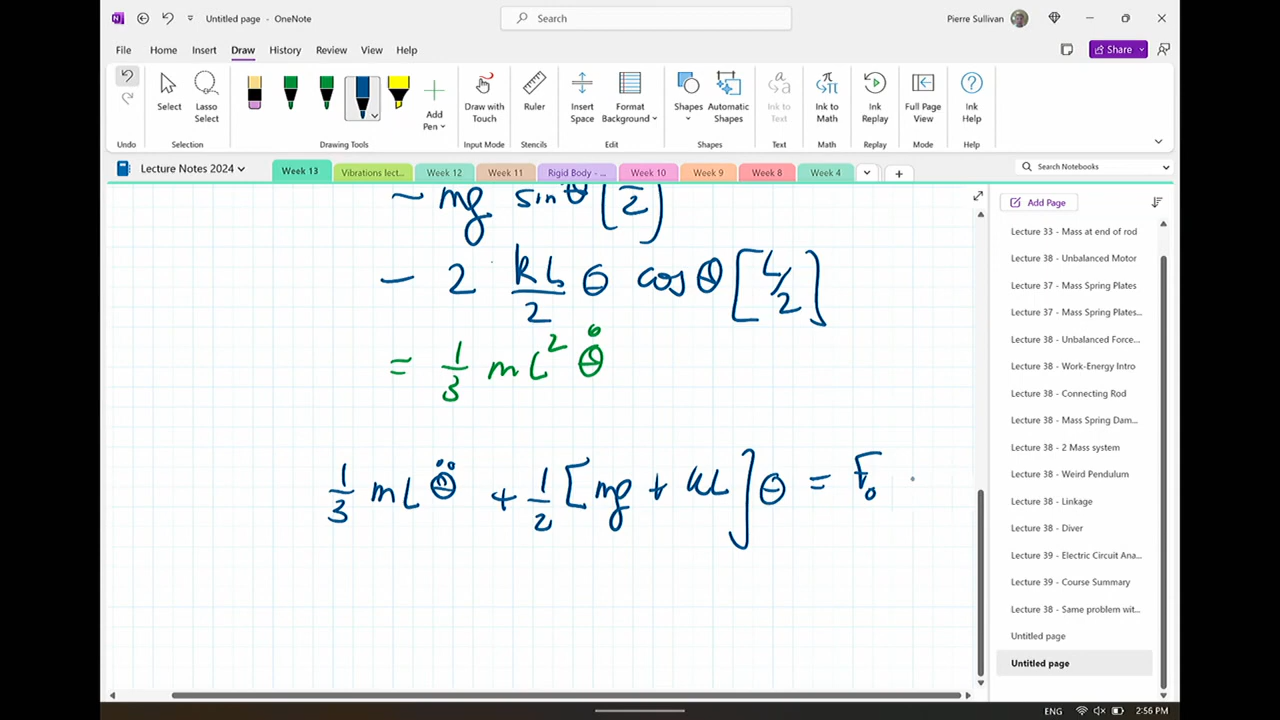 Untitled page - OneNote
Search
Pierre Sullivan
File Home Insert Draw History Review View Help
Share
Select
Lasso Select
Add Pen
Draw with Touch
Ruler
Insert Space
Format Background
Shapes
Automatic Shapes
Ink to Text
Ink to Math
Ink Replay
Full Page View
Ink Help
Undo
Selection
Drawing Tools
Input Mode
Stencils
Edit
Shapes
Text
Math
Replay
Mode
Help
Lecture Notes 2024
Week 13
Vibrations lect...
Week 12
Week 11
Rigid Body - ...
Week 10
Week 9
Week 8
Week 4
Search Notebooks
Add Page
Lecture 33 - Mass at end of rod
Lecture 38 - Unbalanced Motor
Lecture 37 - Mass Spring Plates
Lecture 37 - Mass Spring Plates...
Lecture 38 - Unbalanced Force...
Lecture 38 - Work-Energy Intro
Lecture 38 - Connecting Rod
Lecture 38 - Mass Spring Dam...
Lecture 38 - 2 Mass system
Lecture 38 - Weird Pendulum
Lecture 38 - Linkage
Lecture 38 - Diver
Lecture 39 - Electric Circuit Ana...
Lecture 39 - Course Summary
Lecture 38 - Same problem wit...
Untitled page
Untitled page
- 2 kL/2 θ cos θ [L/2]
= 1/3 mL² θ̈
1/3 mL θ̈ + 1/2 [mg + kL] θ = F₀
ENG
2:56 PM